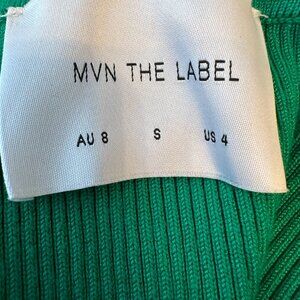 MVN THE LABEL
AU 8 S US 4